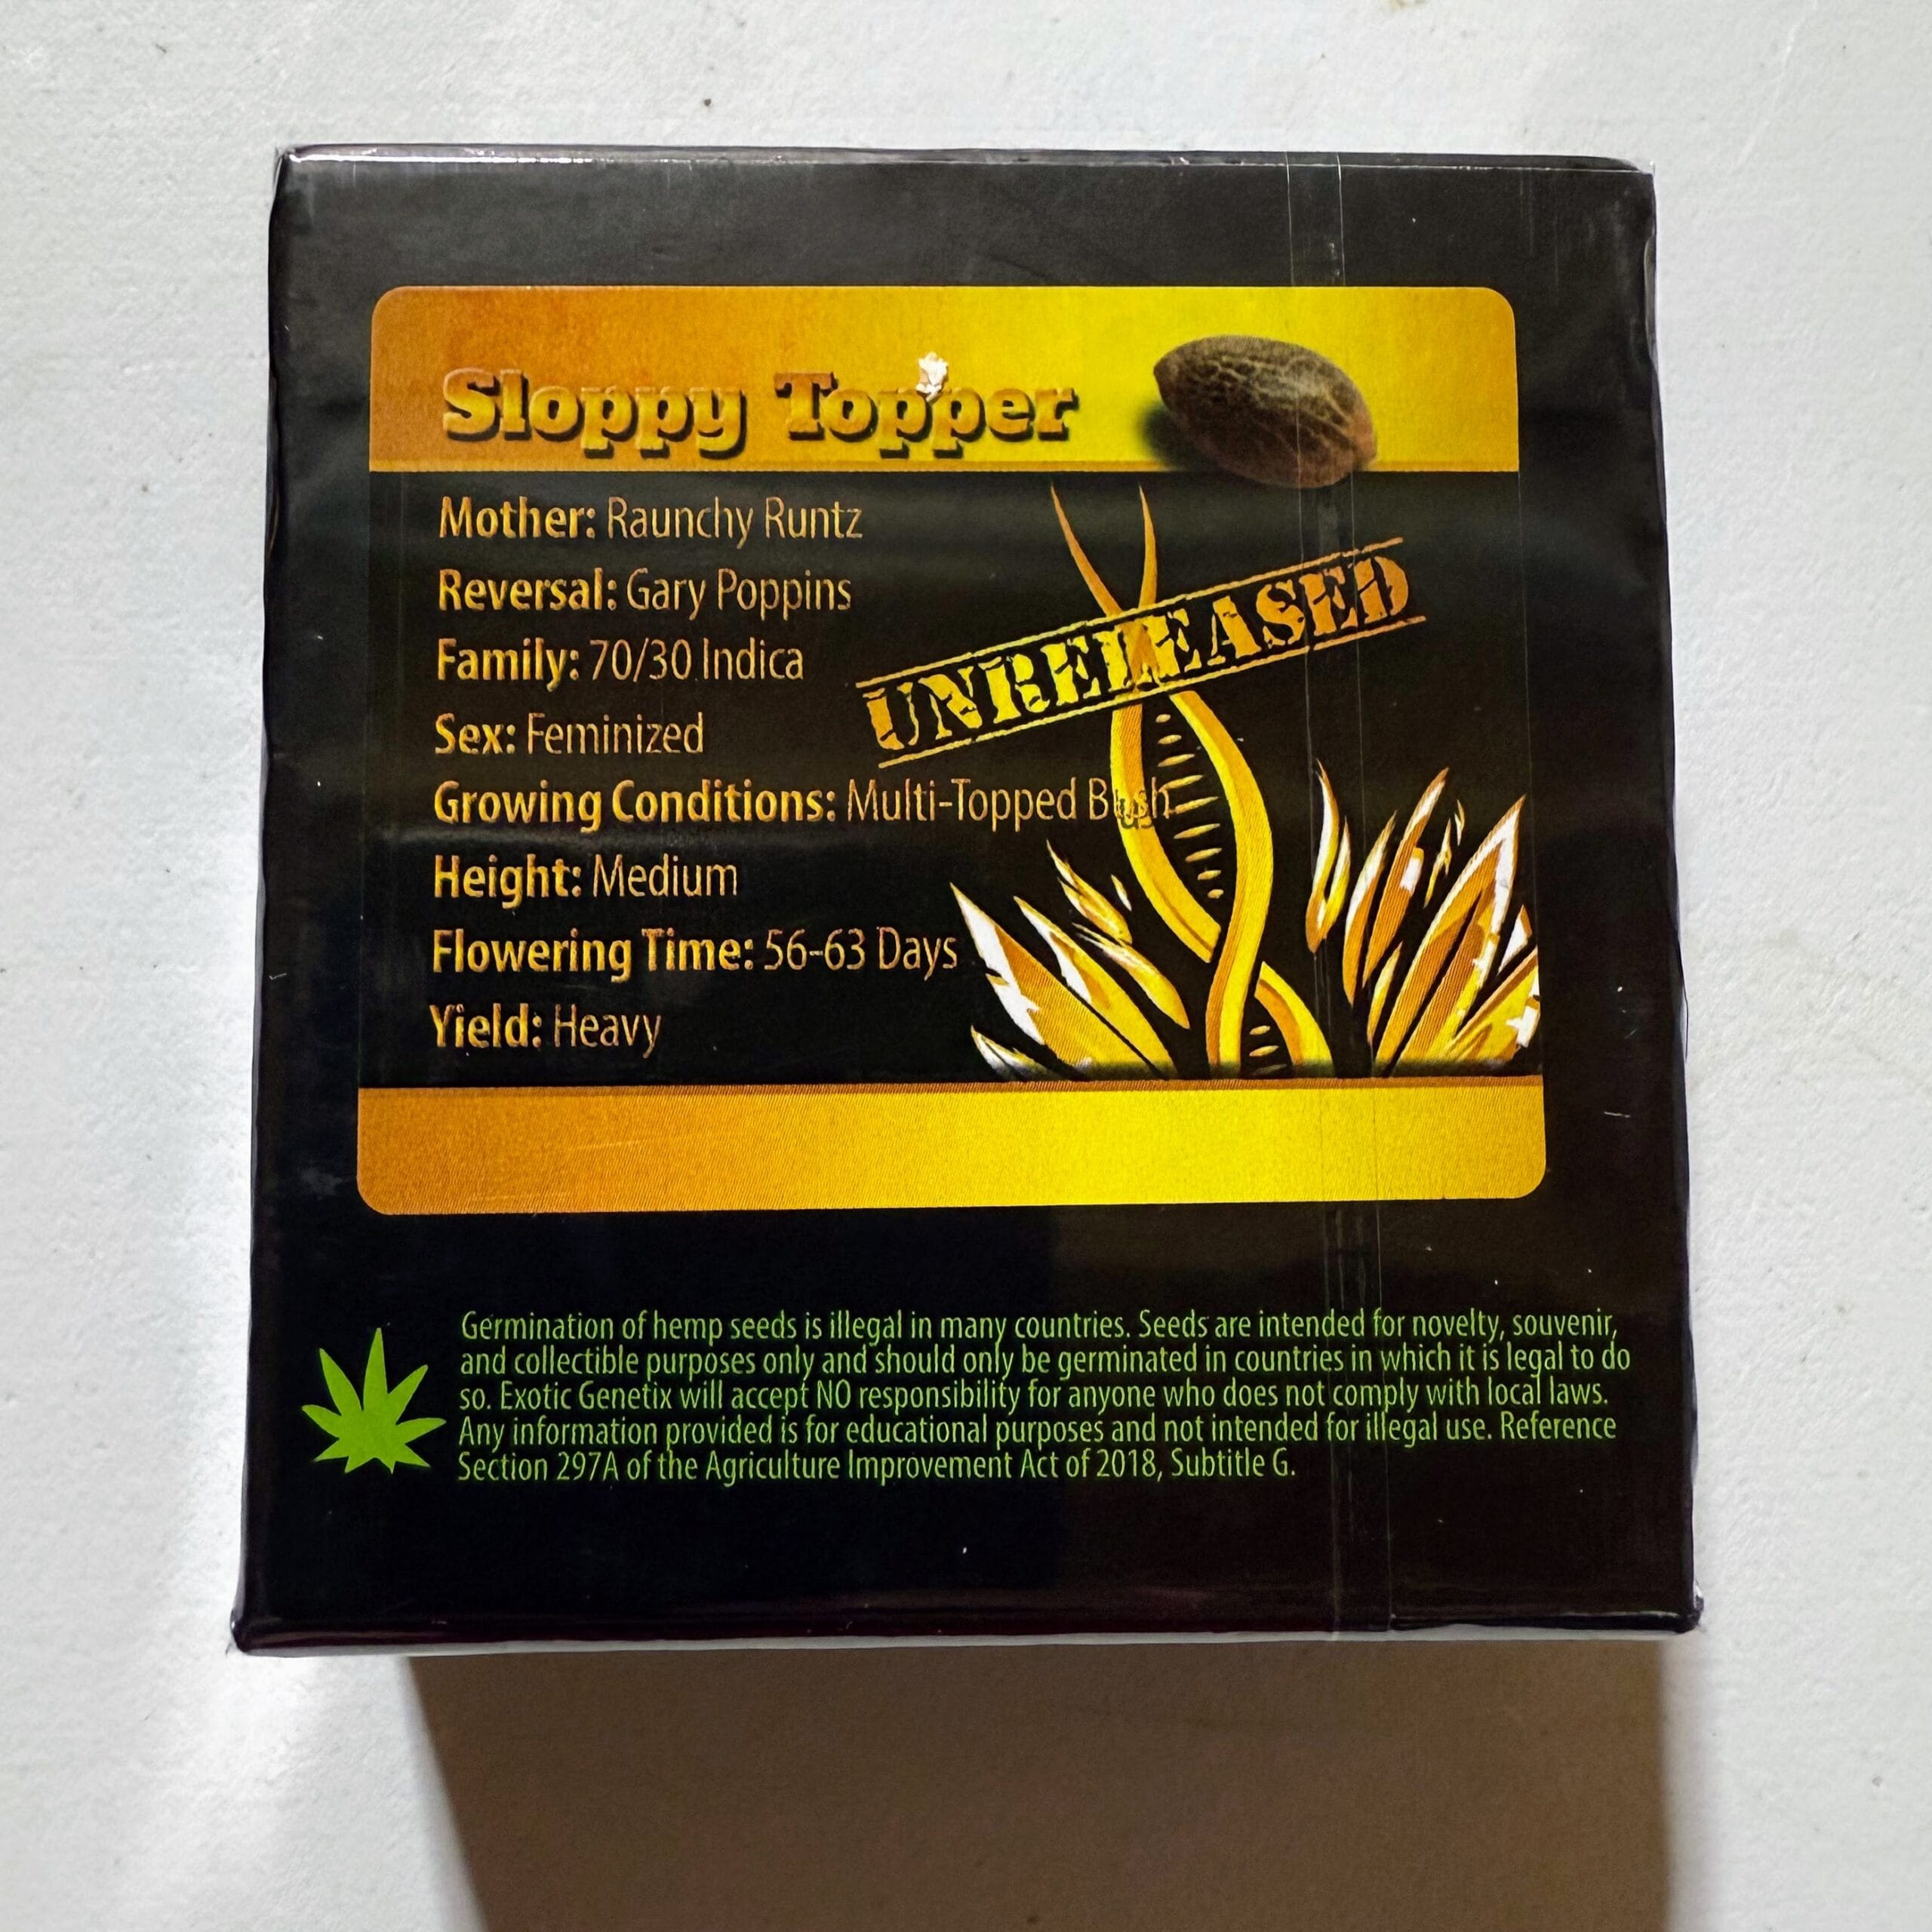 Sloppy Topper
Mother: Raunchy Runtz
Reversal: Gary Poppins
Family: 70/30 Indica
UNRELEASED
Sex: Feminized
Growing Conditions: Multi-Topped Bush
Height: Medium
Flowering Time: 56-63 Days
Yield: Heavy
Germination of hemp seeds is illegal in many countries. Seeds are intended for novelty, souvenir,
and collectible purposes only and should only be germinated in countries in which it is legal to do
so. Exotic Genetix will accept NO responsibility for anyone who does not comply with local laws.
Any information provided is for educational purposes and not intended for illegal use. Reference
Section 297A of the Agriculture Improvement Act of 2018, Subtitle G.